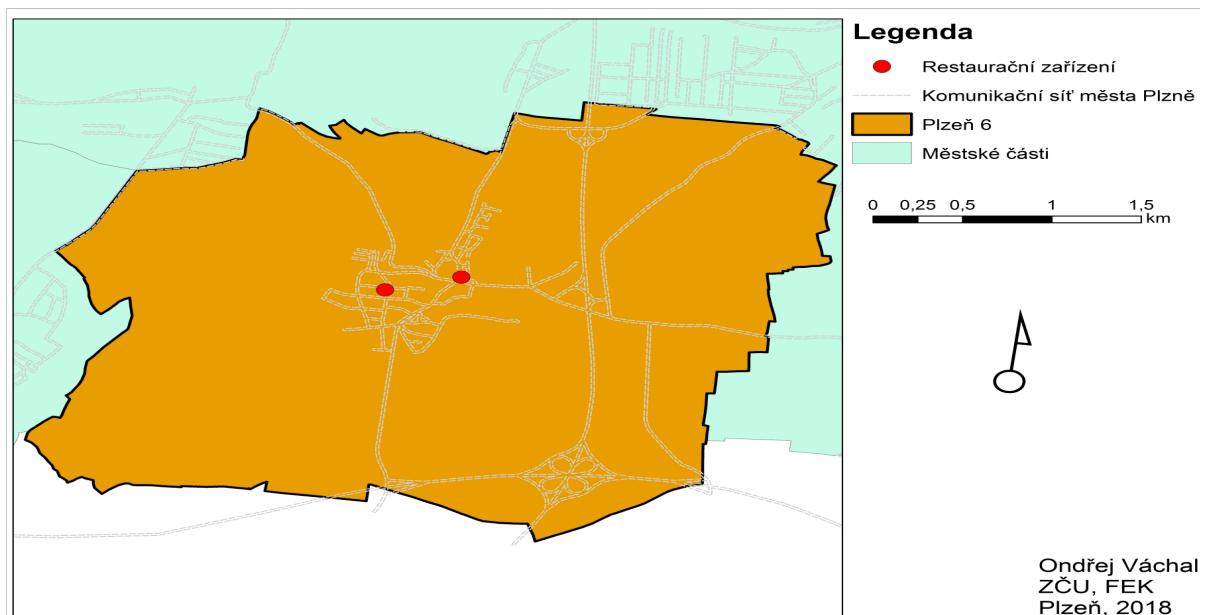 Legenda
Restaurační zařízení
Komunikační síť města Plzně
Plzeň 6
Městské části
0 0,25 0,5 1 1,5
km
Ondřej Váchal
ZČU, FEK
Plzeň, 2018